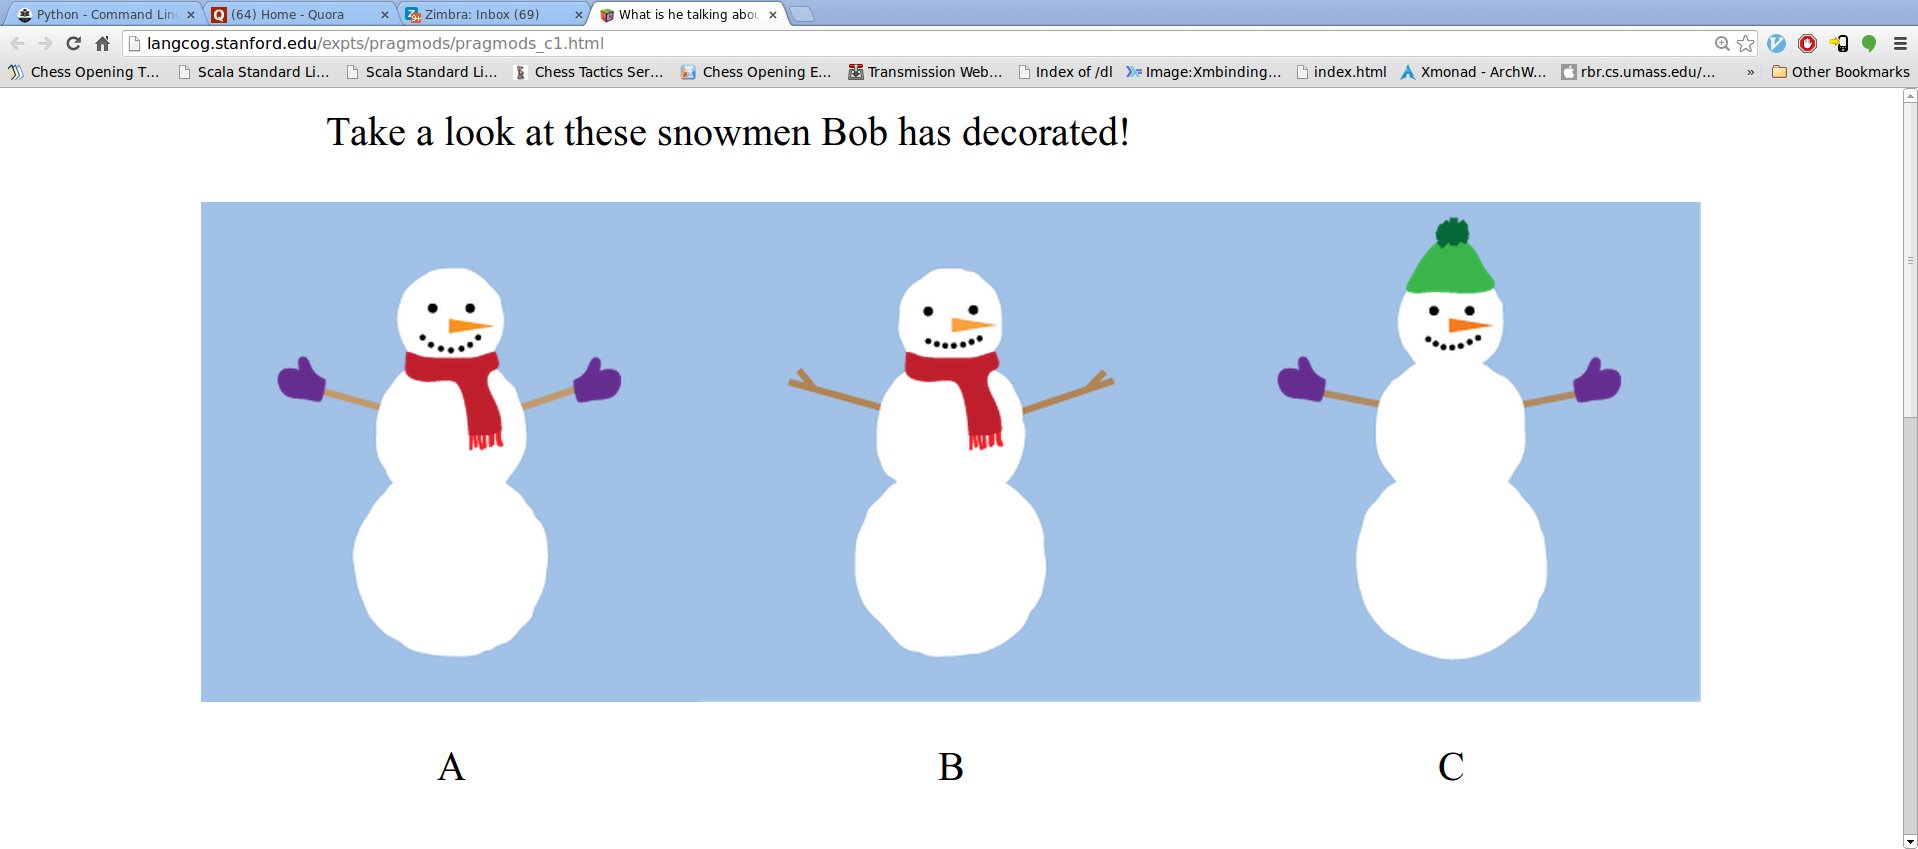 Python - Command Lin
(64) Home - Quora
Zimbra: Inbox (69)
What is he talking abou
langcog.stanford.edu/expts/pragmods/pragmods_c1.html
Chess Opening T... Scala Standard Li... Scala Standard Li... Chess Tactics Ser... Chess Opening E... Transmission Web... Index of /dl Image:Xmbinding... index.html Xmonad - ArchW... rbr.cs.umass.edu/... » Other Bookmarks
Take a look at these snowmen Bob has decorated!
A B C